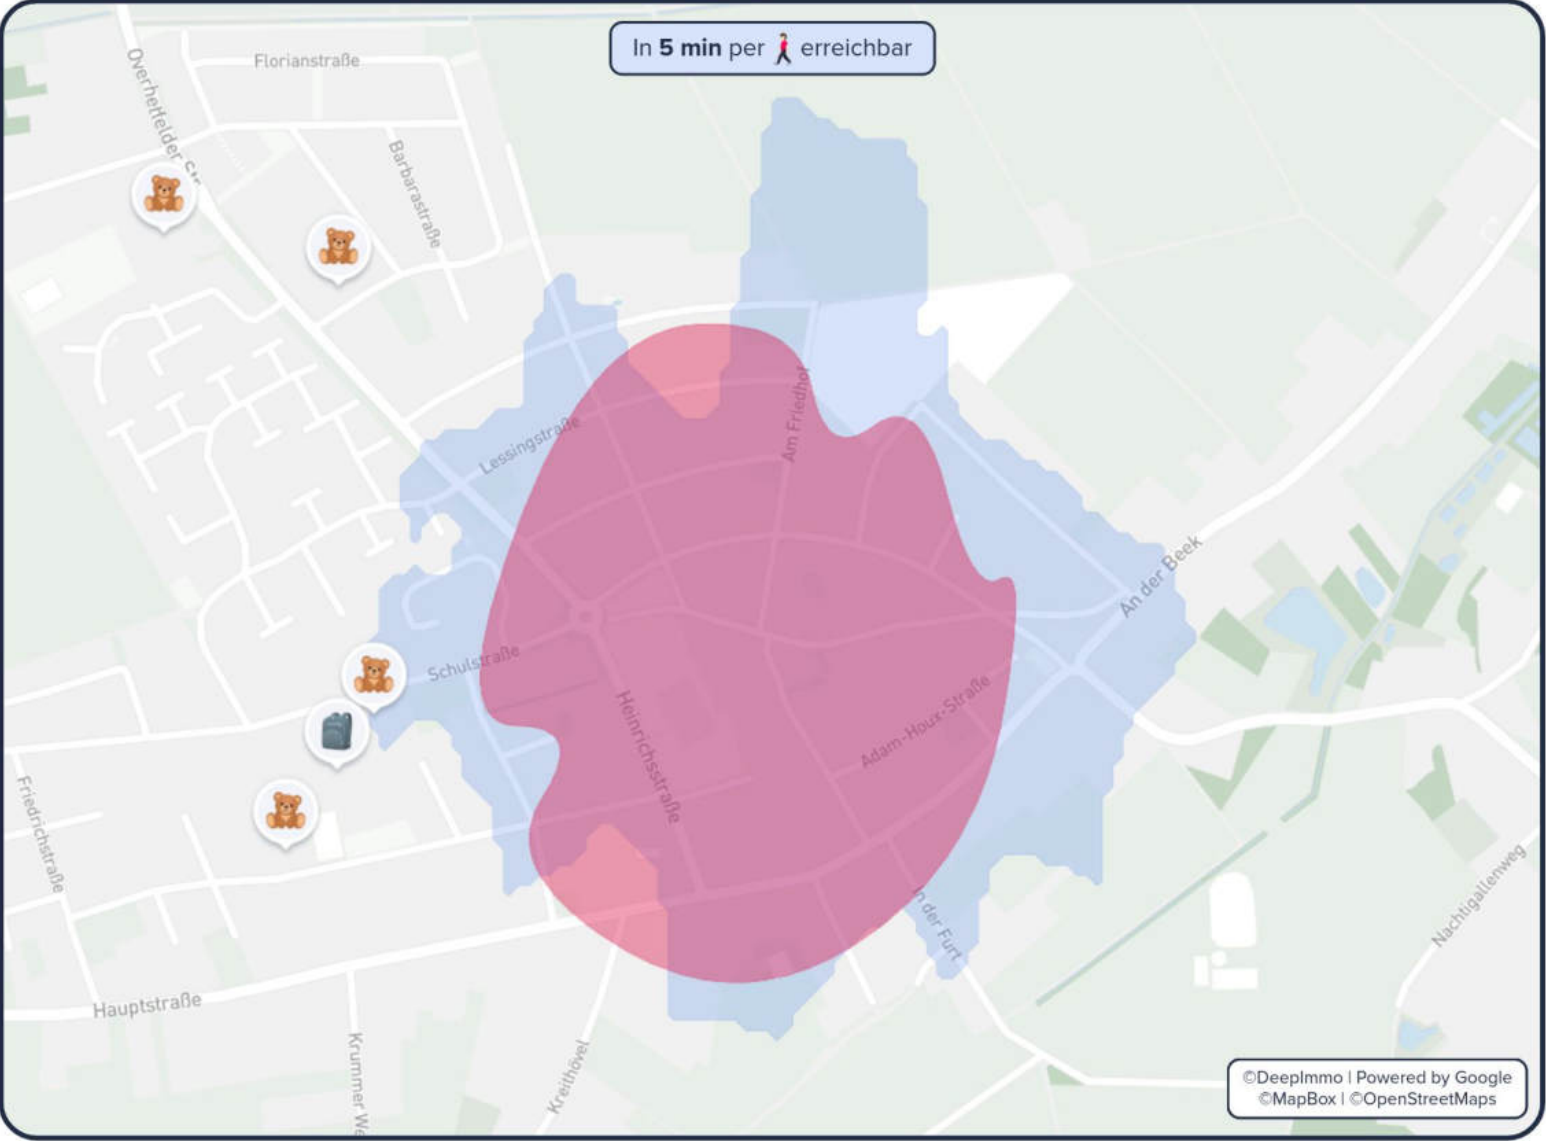 In 5 min per erreichbar
Florianstraße
Overhetfelder Str
Barbarastraße
Lessingstraße
Am Friedhof
An der Beek
Schulstraße
Heinrichsstraße
Adam-Houx-Straße
Friedrichstraße
In der Furt
Nachtigallenweg
Hauptstraße
Krummer We
Kreithövel
©DeepImmo | Powered by Google
©MapBox | ©OpenStreetMaps